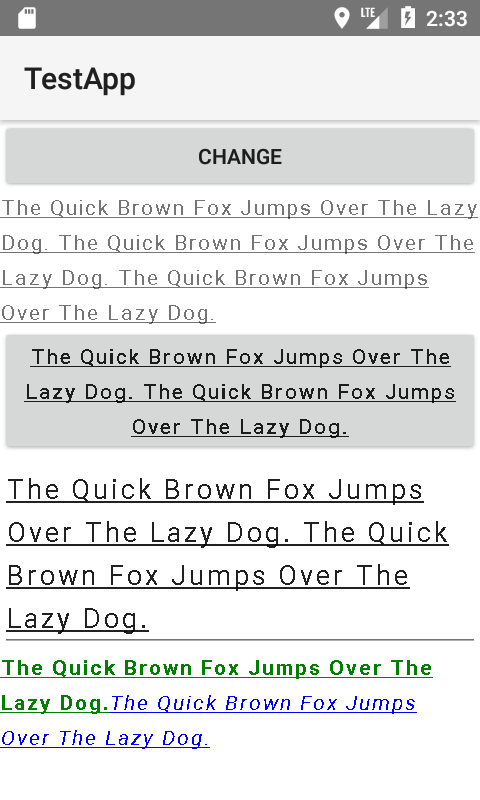 LTE 2:33
TestApp
CHANGE
The Quick Brown Fox Jumps Over The Lazy
Dog. The Quick Brown Fox Jumps Over The
Lazy Dog. The Quick Brown Fox Jumps
Over The Lazy Dog.
The Quick Brown Fox Jumps Over The
Lazy Dog. The Quick Brown Fox Jumps
Over The Lazy Dog.
The Quick Brown Fox Jumps
Over The Lazy Dog. The Quick
Brown Fox Jumps Over The
Lazy Dog.
The Quick Brown Fox Jumps Over The
Lazy Dog.The Quick Brown Fox Jumps
Over The Lazy Dog.